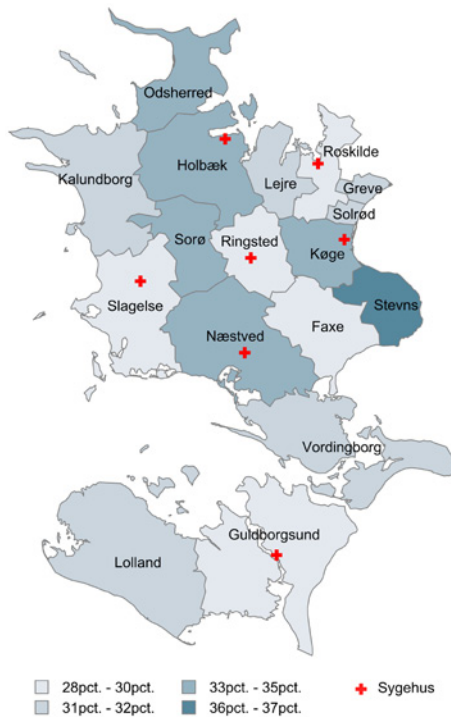 Odsherred
Holbæk
Roskilde
Kalundborg
Lejre
Greve
Solrød
Sorø
Ringsted
Køge
Slagelse
Stevns
Næstved
Faxe
Vordingborg
Guldborgsund
Lolland
28pct. - 30pct. 33pct. - 35pct. Sygehus
31pct. - 32pct. 36pct. - 37pct.